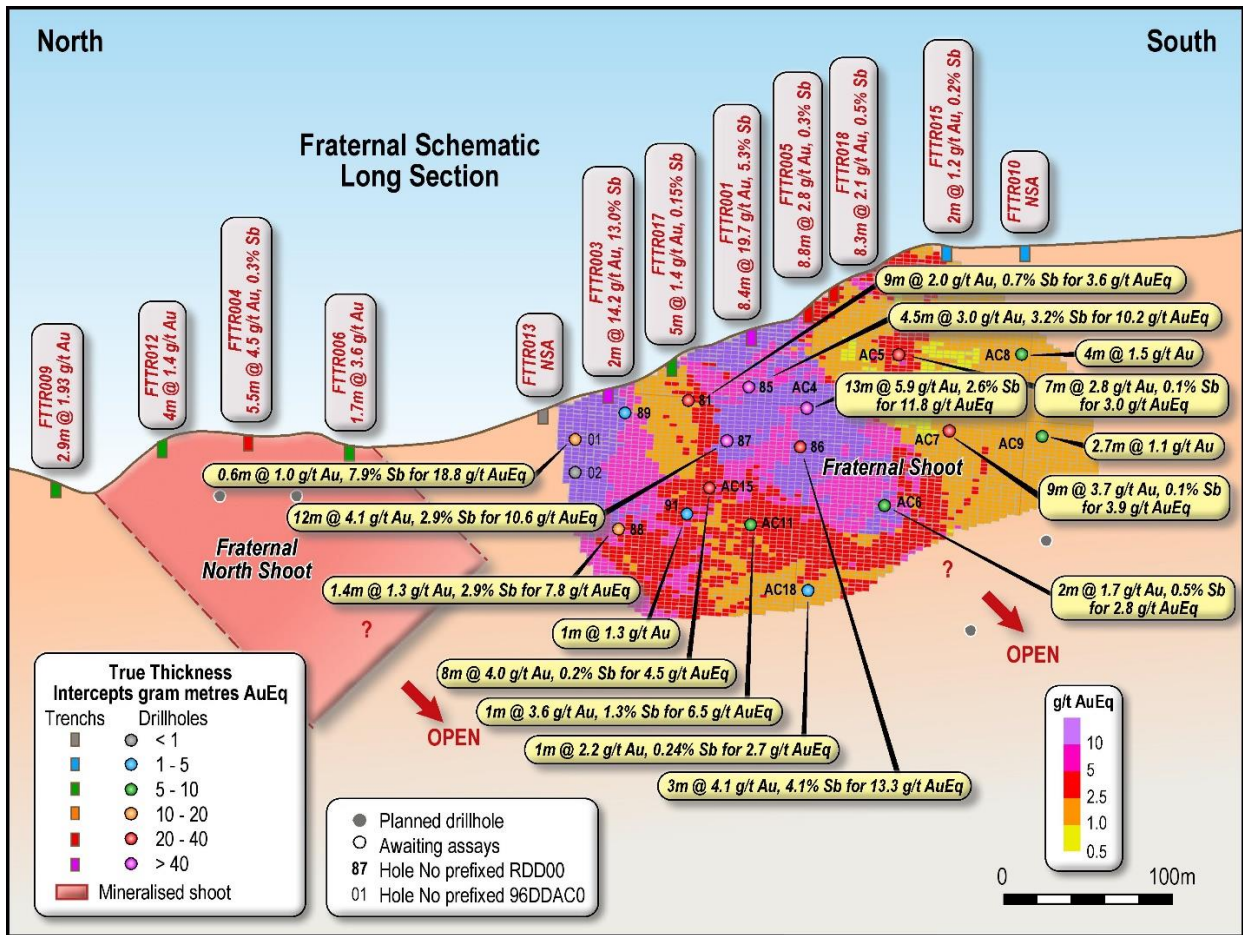 North
South
Fraternal Schematic
Long Section
FTTR009
2.9m @ 1.93 g/t Au
FTTR012
4m @ 1.4 g/t Au
FTTR004
5.5m @ 4.5 g/t Au, 0.3% Sb
FTTR006
1.7m @ 3.6 g/t Au
FTTR013
NSA
FTTR003
2m @ 14.2 g/t Au, 13.0% Sb
FTTR017
5m @ 1.4 g/t Au, 0.15% Sb
FTTR001
8.4m @ 19.7 g/t Au, 5.3% Sb
FTTR005
8.8m @ 2.8 g/t Au, 0.3% Sb
FTTR018
8.3m @ 2.1 g/t Au, 0.5% Sb
FTTR015
2m @ 1.2 g/t Au, 0.2% Sb
FTTR010
NSA
9m @ 2.0 g/t Au, 0.7% Sb for 3.6 g/t AuEq
4.5m @ 3.0 g/t Au, 3.2% Sb for 10.2 g/t AuEq
AC5
AC8
4m @ 1.5 g/t Au
85
AC4
81
89
13m @ 5.9 g/t Au, 2.6% Sb
for 11.8 g/t AuEq
7m @ 2.8 g/t Au, 0.1% Sb
for 3.0 g/t AuEq
01
87
86
AC7
AC9
2.7m @ 1.1 g/t Au
02
Fraternal Shoot
0.6m @ 1.0 g/t Au, 7.9% Sb for 18.8 g/t AuEq
AC15
9m @ 3.7 g/t Au, 0.1% Sb
for 3.9 g/t AuEq
12m @ 4.1 g/t Au, 2.9% Sb for 10.6 g/t AuEq
91
AC6
88
AC11
Fraternal
North Shoot
?
?
1.4m @ 1.3 g/t Au, 2.9% Sb for 7.8 g/t AuEq
AC18
2m @ 1.7 g/t Au, 0.5% Sb
for 2.8 g/t AuEq
1m @ 1.3 g/t Au
OPEN
8m @ 4.0 g/t Au, 0.2% Sb for 4.5 g/t AuEq
1m @ 3.6 g/t Au, 1.3% Sb for 6.5 g/t AuEq
OPEN
1m @ 2.2 g/t Au, 0.24% Sb for 2.7 g/t AuEq
3m @ 4.1 g/t Au, 4.1% Sb for 13.3 g/t AuEq
True Thickness
Intercepts gram metres AuEq
Trenchs Drillholes
< 1
1 - 5
5 - 10
10 - 20
20 - 40
> 40
Mineralised shoot
Planned drillhole
Awaiting assays
87 Hole No prefixed RDD00
01 Hole No prefixed 96DDAC0
g/t AuEq
10
5
2.5
1.0
0.5
0 100m